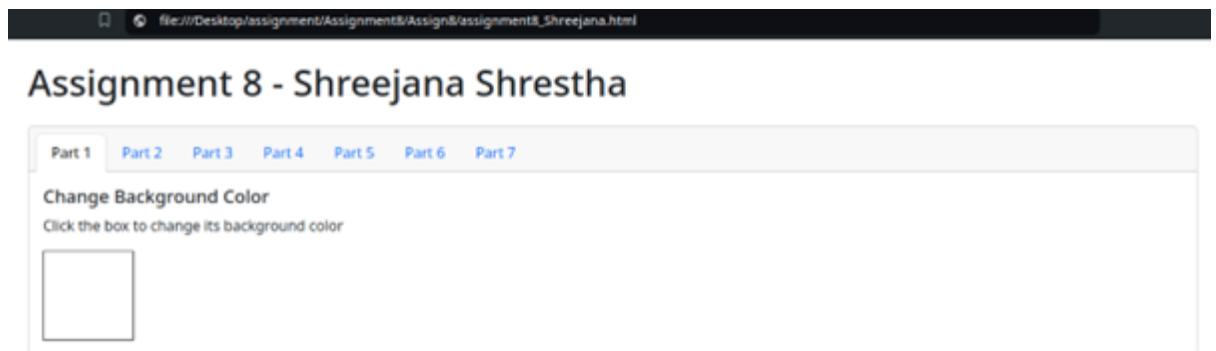 file:///Desktop/assignment/Assignment8/Assign8/assignment8_Shreejana.html
Assignment 8 - Shreejana Shrestha
Part 1 Part 2 Part 3 Part 4 Part 5 Part 6 Part 7
Change Background Color
Click the box to change its background color